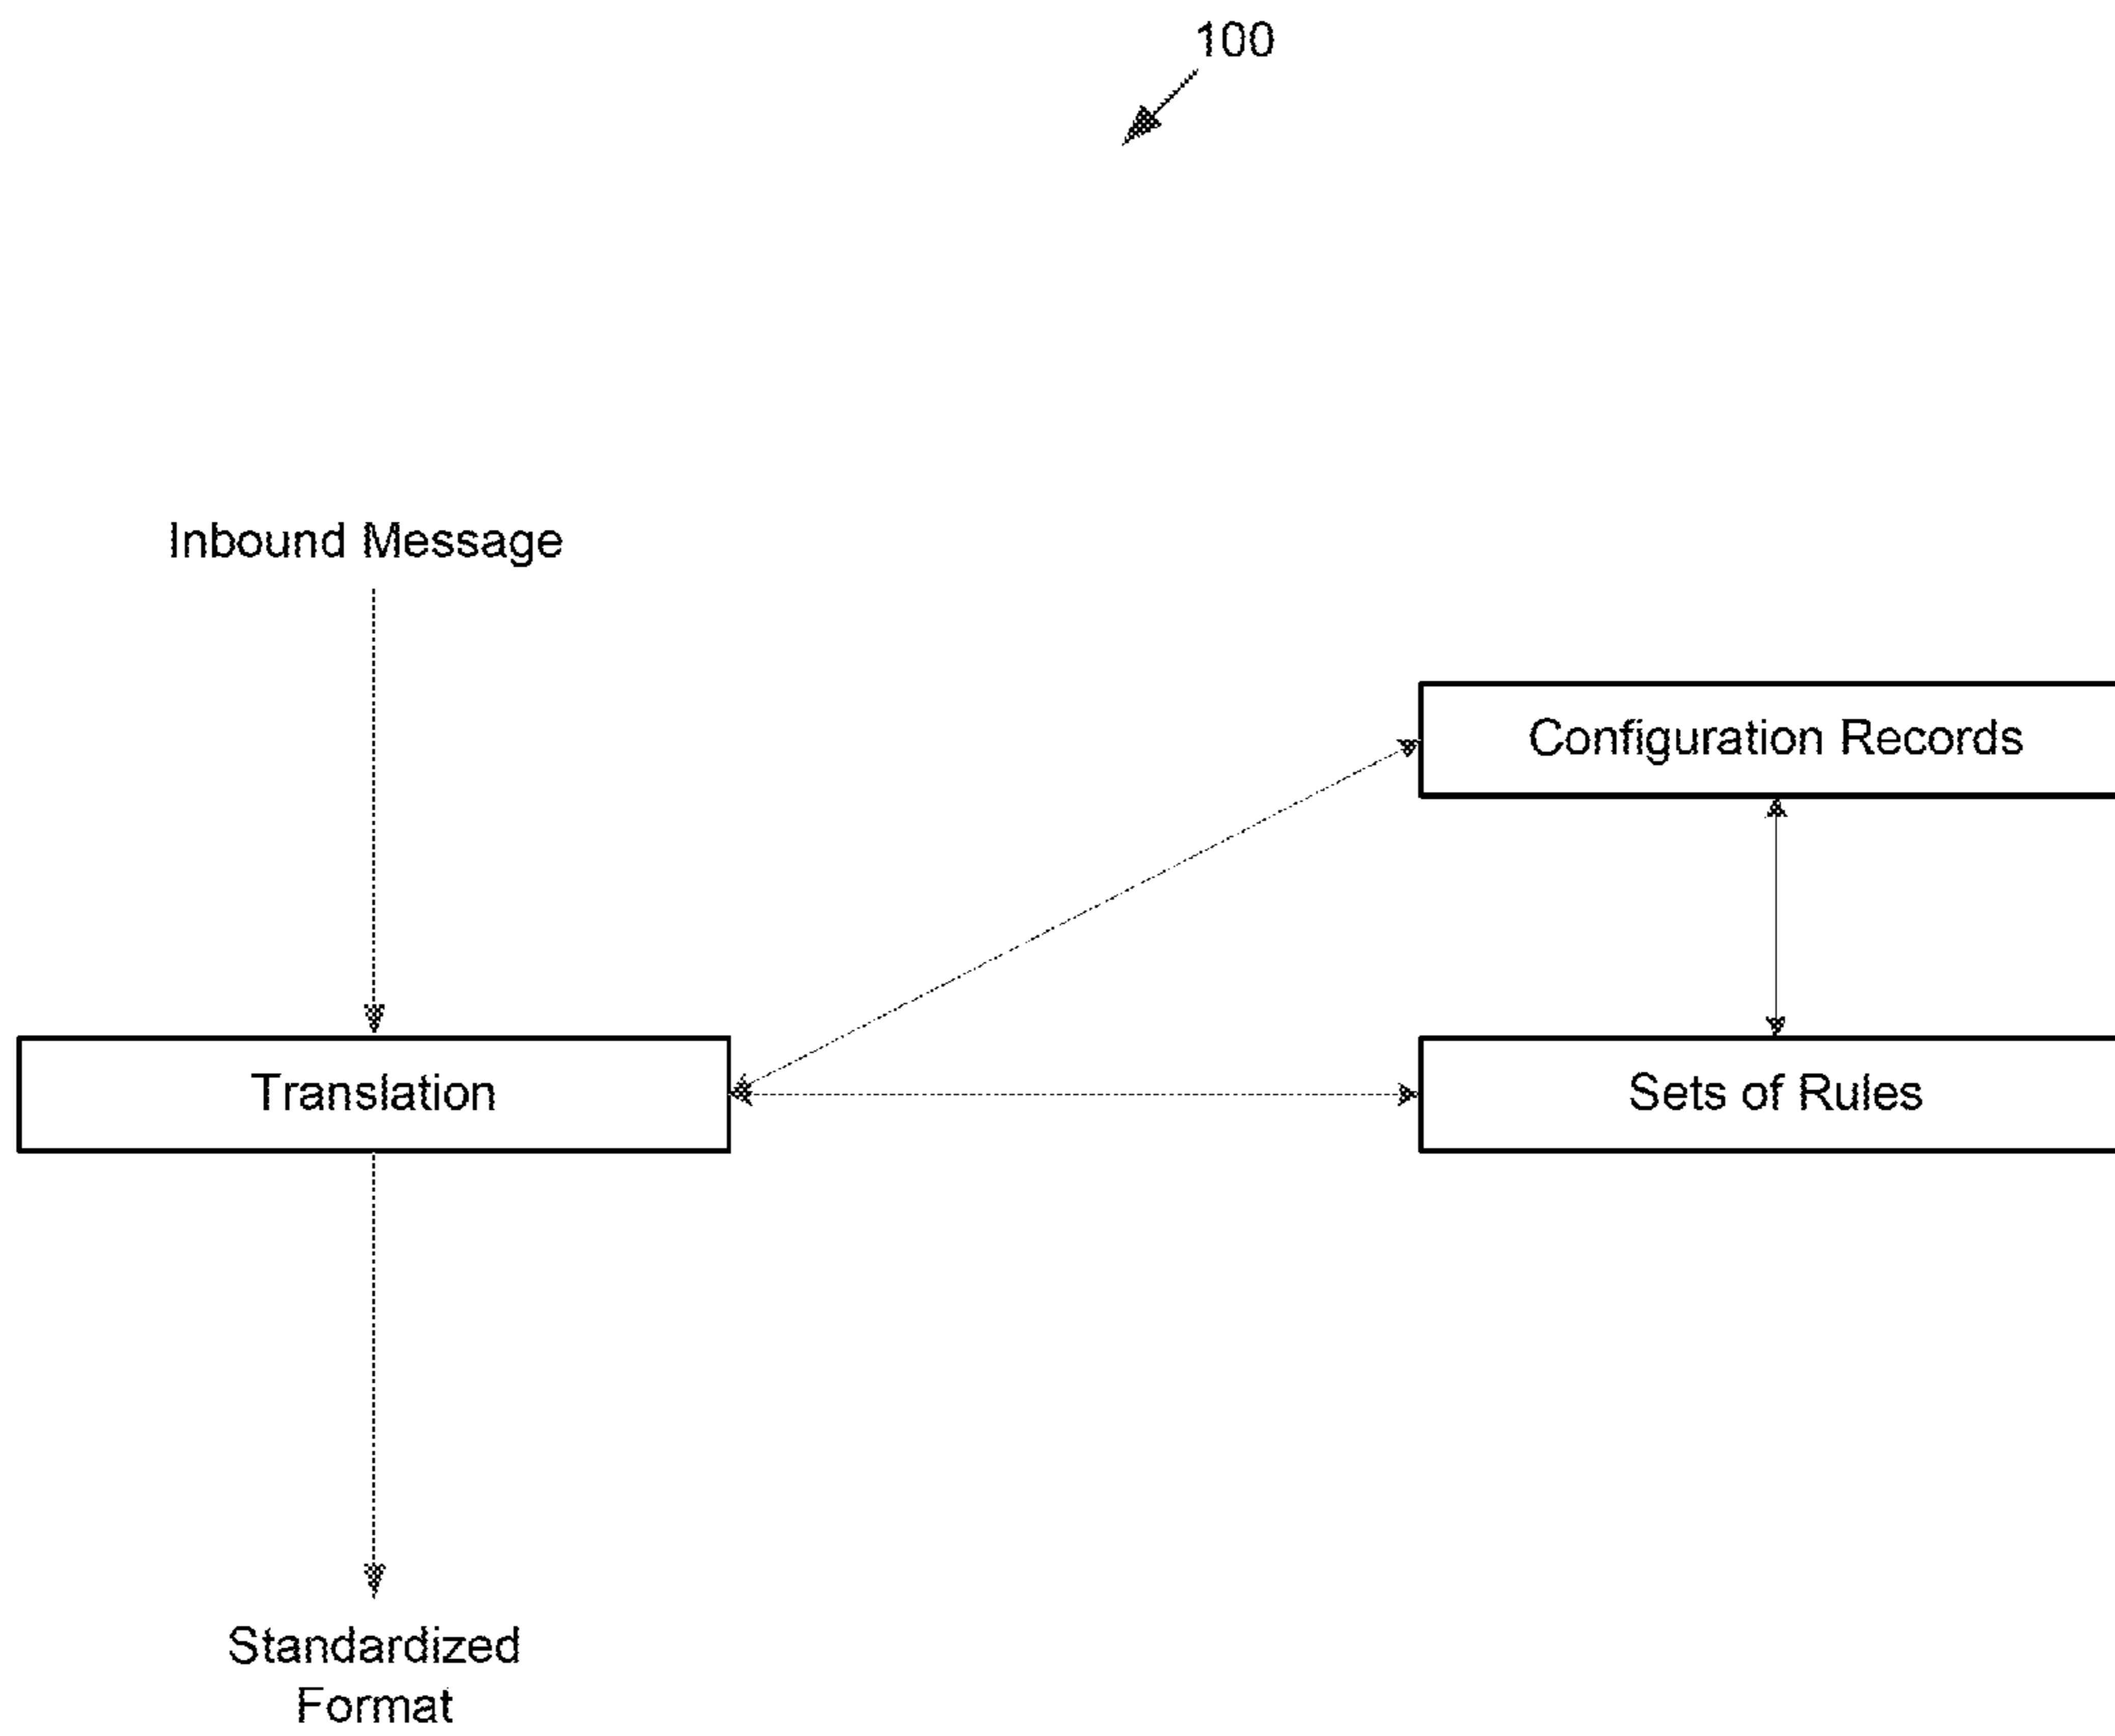 100
Inbound Message
Configuration Records
Translation
Sets of Rules
Standardized
Format